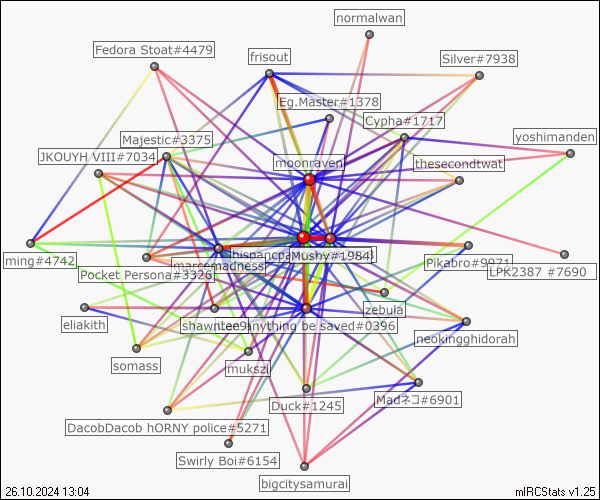 normalwan
Fedora Stoat#4479
frisout
Silver#7938
Eg.Master#1378
Cypha#1717
yoshimanden
Majestic#3375
JKOUYH VIII#7034
moonraven
thesecondtwat
ming#4742
marcomadness
hispancpa
Mushy#1984
Pikabro#9971
LPK2387 #7690
Pocket Persona#3326
zebula
eliakith
shawntee9
Lee anything be saved#0396
neokingghidorah
somass
mukszi
Duck#1245
Madネコ#6901
DacobDacob hORNY police#5271
Swirly Boi#6154
bigcitysamurai
26.10.2024 13:04
mIRCStats v1.25